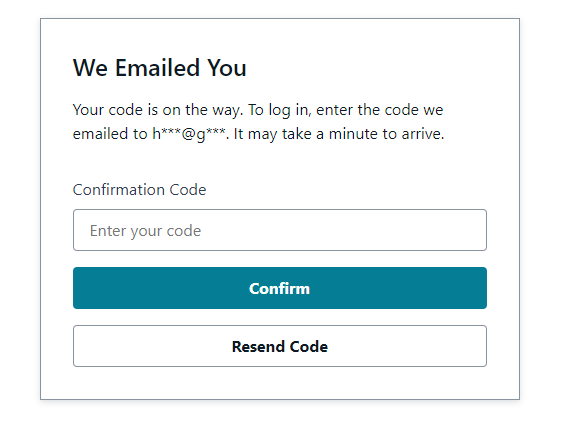 We Emailed You
Your code is on the way. To log in, enter the code we
emailed to h***@g***. It may take a minute to arrive.
Confirmation Code
Enter your code
Confirm
Resend Code